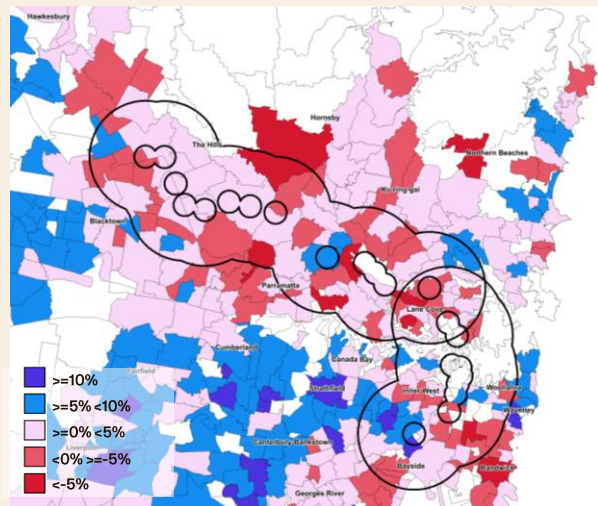 Hawkesbury
Hornsby
The Hills
Northern Beaches
Ku-ring-gai
Blacktown
Parramatta
Lane Cove
Cumberland
Canada Bay
Fairfield
Strathfield
Inner West
Woollahra
Waverley
Canterbury-Bankstown
Liverpool
Bayside
Randwick
Georges River
>=10%
>=5% <10%
>=0% <5%
<0% >=-5%
<-5%